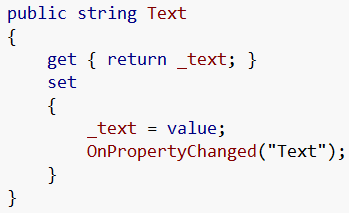 public string Text
{
    get { return _text; }
    set
    {
        _text = value;
        OnPropertyChanged("Text");
    }
}